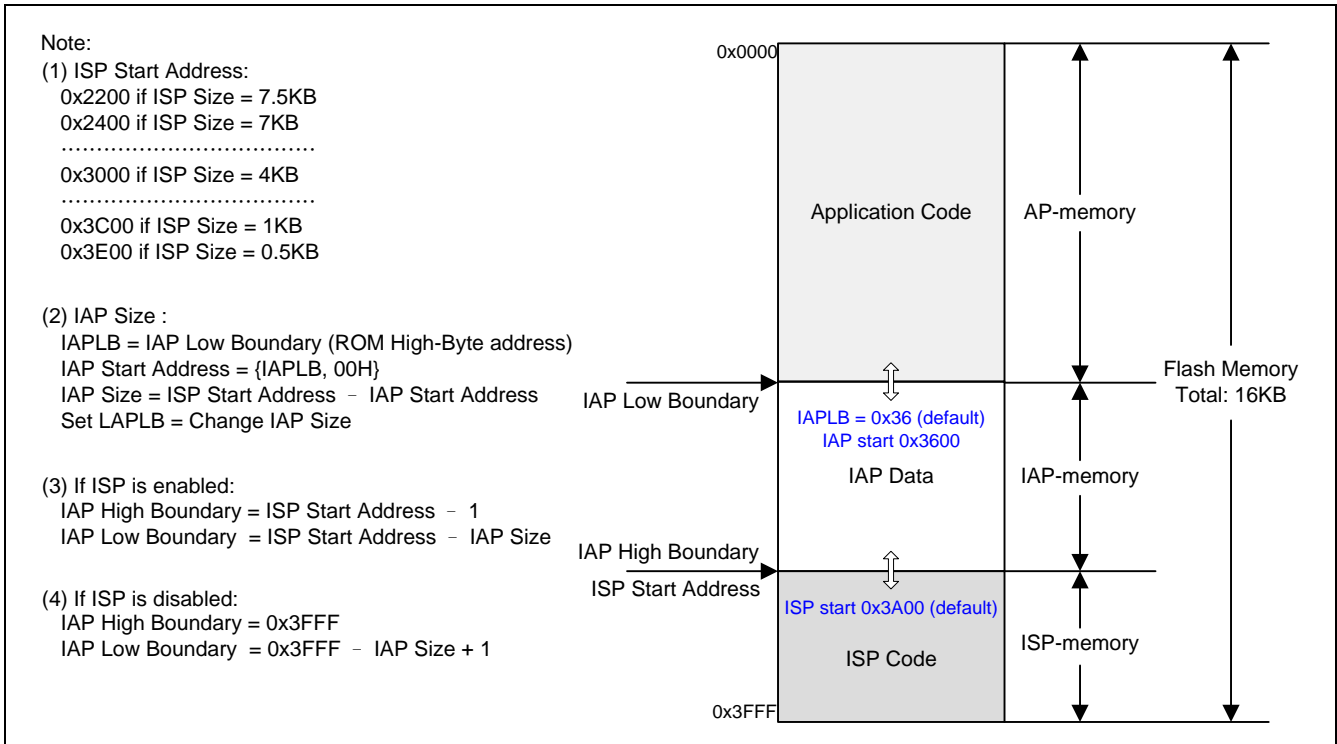 Note:
(1) ISP Start Address:
0x2200 if ISP Size = 7.5KB
0x2400 if ISP Size = 7KB
………………………………
0x3000 if ISP Size = 4KB
………………………………
0x3C00 if ISP Size = 1KB
0x3E00 if ISP Size = 0.5KB
(2) IAP Size :
IAPLB = IAP Low Boundary (ROM High-Byte address)
IAP Start Address = {IAPLB, 00H}
IAP Size = ISP Start Address – IAP Start Address
Set LAPLB = Change IAP Size
(3) If ISP is enabled:
IAP High Boundary = ISP Start Address – 1
IAP Low Boundary = ISP Start Address – IAP Size
(4) If ISP is disabled:
IAP High Boundary = 0x3FFF
IAP Low Boundary = 0x3FFF – IAP Size + 1
0x0000
Application Code
AP-memory
Flash Memory
Total: 16KB
IAP Low Boundary
IAPLB = 0x36 (default)
IAP start 0x3600
IAP Data
IAP-memory
IAP High Boundary
ISP Start Address
ISP start 0x3A00 (default)
ISP Code
ISP-memory
0x3FFF